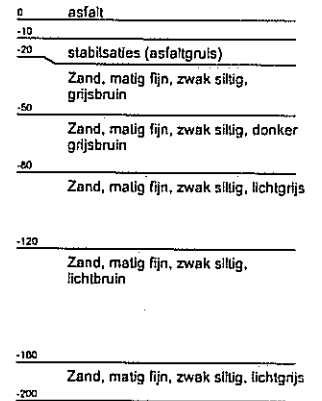 0 asfalt
-10
-20 stabilsaties (asfaltgruis)
Zand, matig fijn, zwak siltig,
grijsbruin
-50
Zand, matig fijn, zwak siltig, donker
grijsbruin
-80
Zand, matig fijn, zwak siltig, lichtgrijs
-120
Zand, matig fijn, zwak siltig,
lichtbruin
-180
Zand, matig fijn, zwak siltig, lichtgrijs
-200